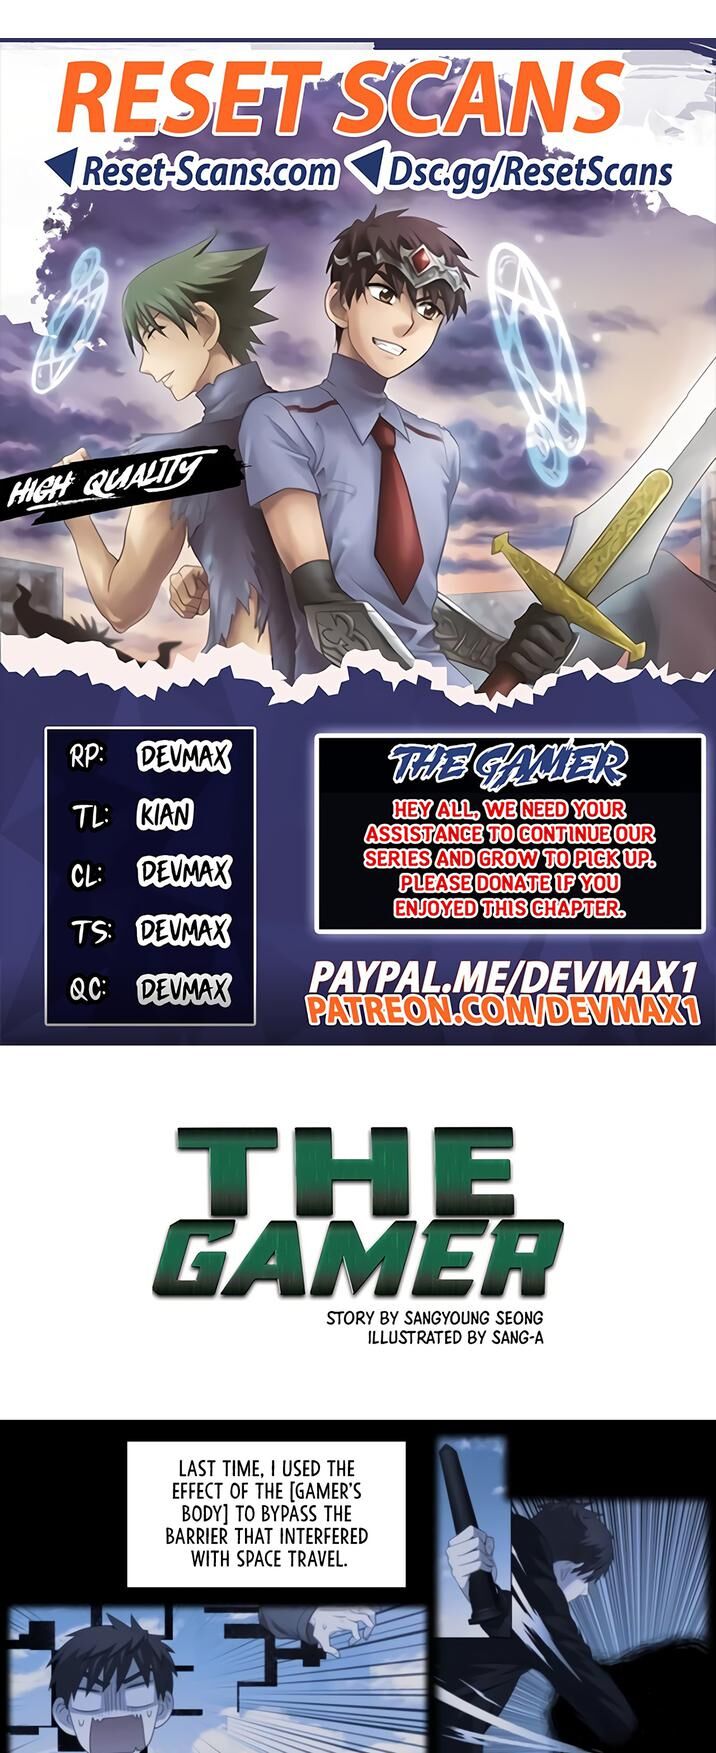 RESET SCANS
Reset-Scans.com Dsc.gg/ResetScans
HIGH QUALITY
RP: DEVMAX
TL: KIAN
CL: DEVMAX
TS: DEVMAX
QC: DEVMAX
THE GAMER
HEY ALL, WE NEED YOUR
ASSISTANCE TO CONTINUE OUR
SERIES AND GROW TO PICK UP.
PLEASE DONATE IF YOU
ENJOYED THIS CHAPTER.
PAYPAL.ME/DEVMAX1
PATREON.COM/DEVMAX1
THE
GAMER
STORY BY SANGYOUNG SEONG
ILLUSTRATED BY SANG-A
LAST TIME, I USED THE
EFFECT OF THE [GAMER'S
BODY] TO BYPASS THE
BARRIER THAT INTERFERED
WITH SPACE TRAVEL.